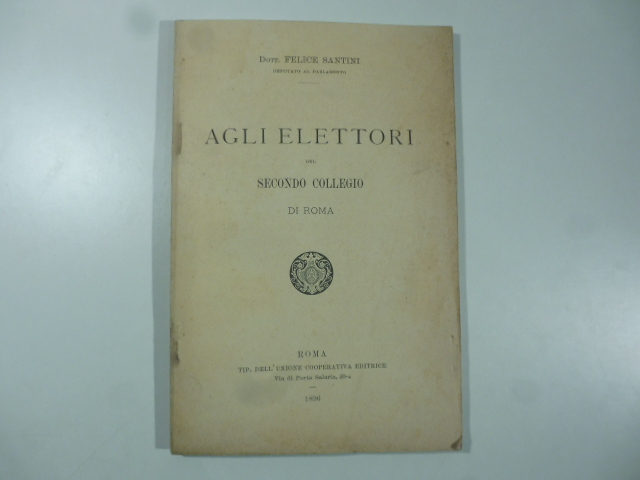 Dott. FELICE SANTINI
DEPUTATO AL PARLAMENTO
AGLI ELETTORI
DEL
SECONDO COLLEGIO
DI ROMA
ROMA
TIP. DELL'UNIONE COOPERATIVA EDITRICE
Via di Porta Salaria,
1896